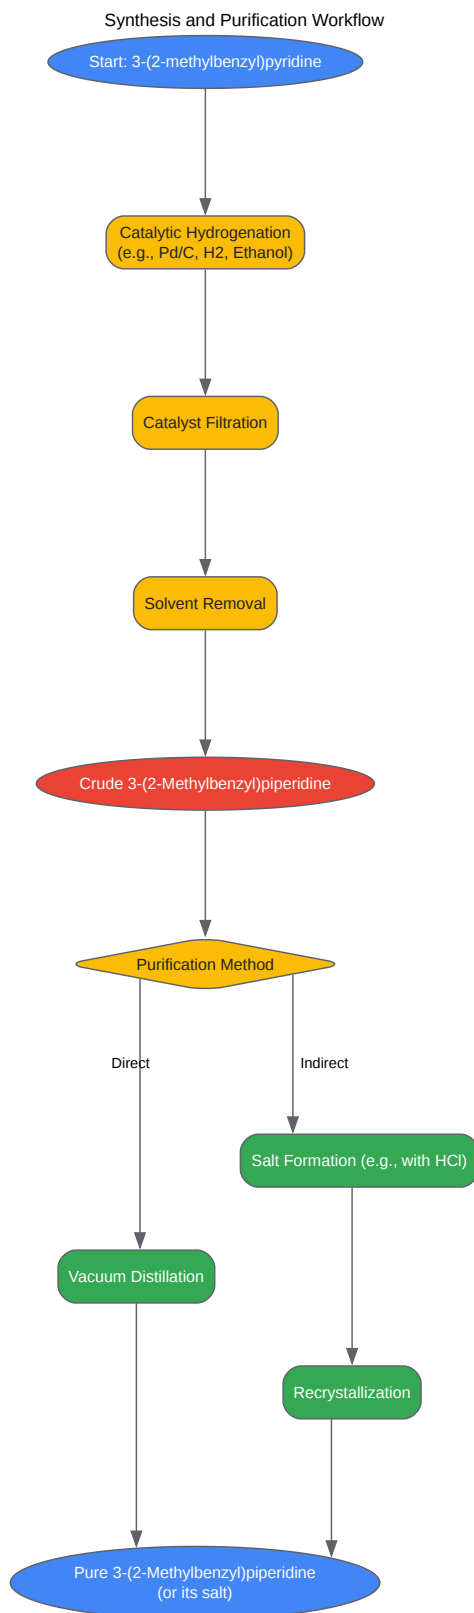 Synthesis and Purification Workflow
Start: 3-(2-methylbenzyl)pyridine
Catalytic Hydrogenation
(e.g., Pd/C, H2, Ethanol)
Catalyst Filtration
Solvent Removal
Crude 3-(2-Methylbenzyl)piperidine
Purification Method
Direct
Indirect
Salt Formation (e.g., with HCl)
Vacuum Distillation
Recrystallization
Pure 3-(2-Methylbenzyl)piperidine
(or its salt)